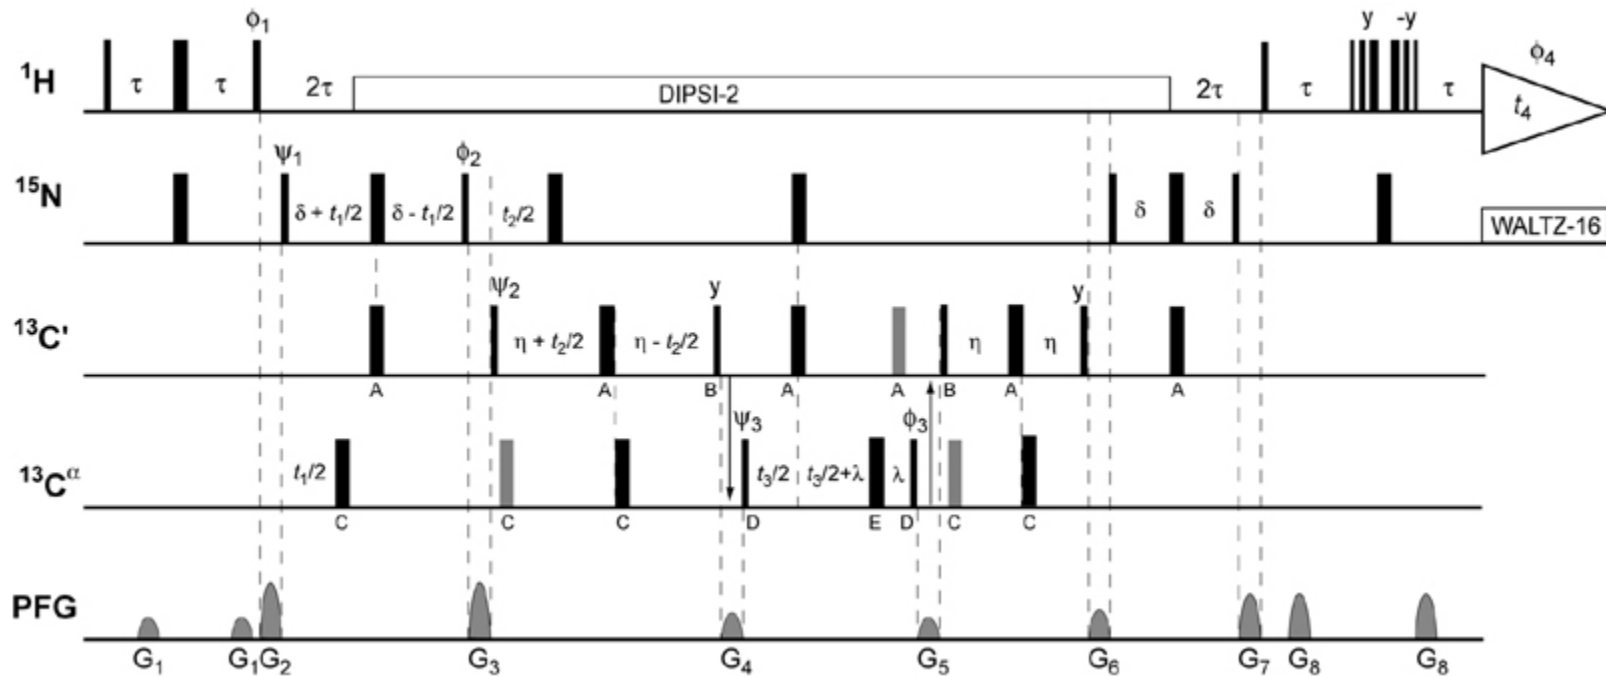 ϕ₁ y -y ϕ₄
¹H τ τ 2τ DIPSI-2 2τ τ τ t₄
ψ₁ ϕ₂
¹⁵N δ + t₁/2 δ - t₁/2 t₂/2 δ δ WALTZ-16
ψ₂ y y
¹³C' η + t₂/2 η - t₂/2 η η
A A B A A B A A
ψ₃ ϕ₃
¹³Cᵅ t₁/2 t₃/2 t₃/2+λ λ
C C C D E D C C
PFG
G₁ G₁ G₂ G₃ G₄ G₅ G₆ G₇ G₈ G₈